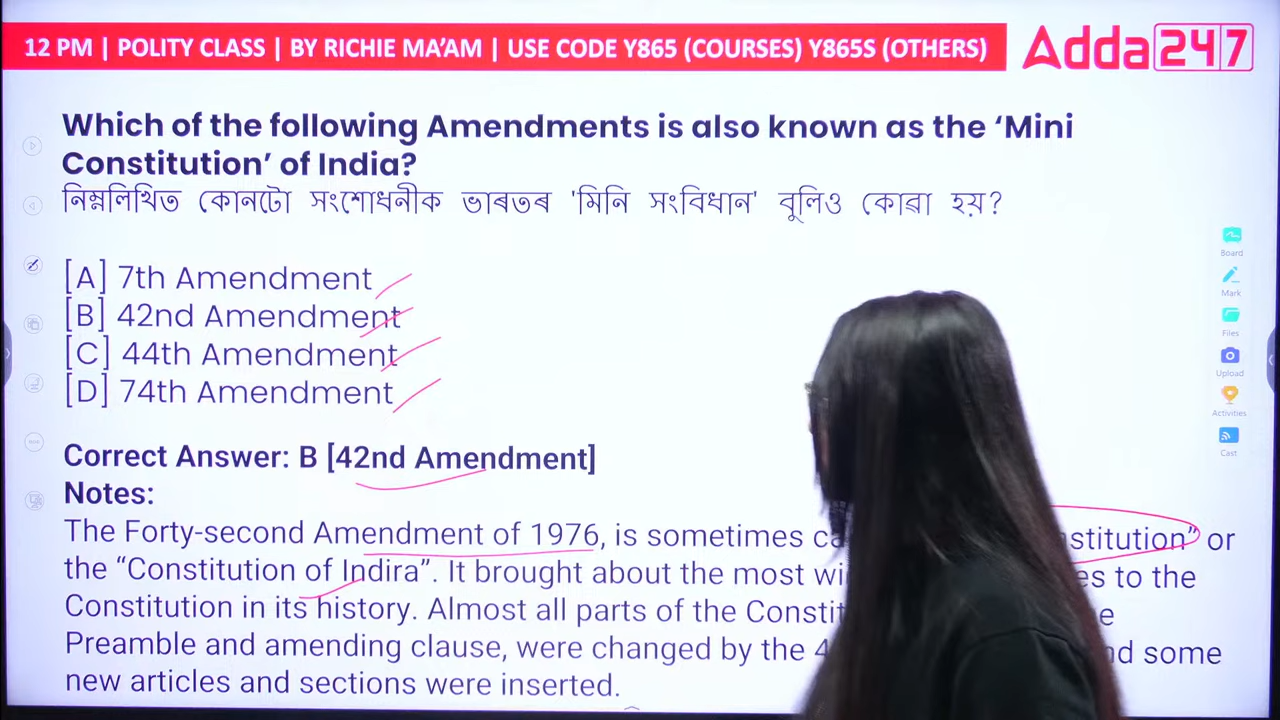 12 PM | POLITY CLASS | BY RICHIE MA'AM | USE CODE Y865 (COURSES) Y865S (OTHERS)
Adda247
Which of the following Amendments is also known as the ‘Mini
Constitution’ of India?
নিম্নলিখিত কোনটো সংশোধনীক ভাৰতৰ 'মিনি সংবিধান' বুলিও কোৱা হয়?
[A] 7th Amendment
[B] 42nd Amendment
[C] 44th Amendment
[D] 74th Amendment
Correct Answer: B [42nd Amendment]
Notes:
The Forty-second Amendment of 1976, is sometimes or
the “Constitution of Indira”. It brought about the most to the
Constitution in its history. Almost all parts of the
Preamble and amending clause, were changed by the some
new articles and sections were inserted.
Board
Mark
Files
Upload
Activities
Cast